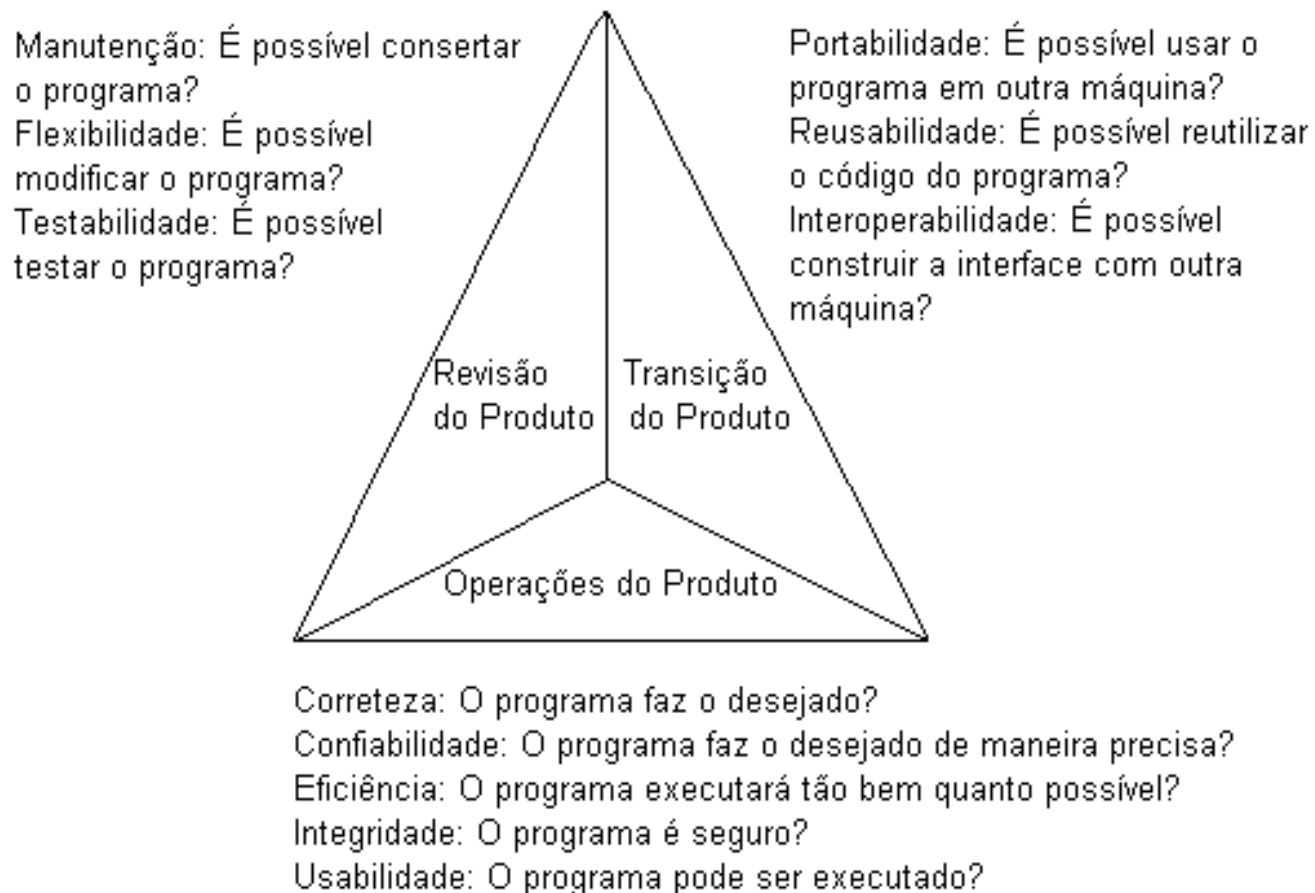 Manutenção: É possível consertar
o programa?
Flexibilidade: É possível
modificar o programa?
Testabilidade: É possível
testar o programa?
Portabilidade: É possível usar o
programa em outra máquina?
Reusabilidade: É possível reutilizar
o código do programa?
Interoperabilidade: É possível
construir a interface com outra
máquina?
Revisão
do Produto
Transição
do Produto
Operações do Produto
Correteza: O programa faz o desejado?
Confiabilidade: O programa faz o desejado de maneira precisa?
Eficiência: O programa executará tão bem quanto possível?
Integridade: O programa é seguro?
Usabilidade: O programa pode ser executado?